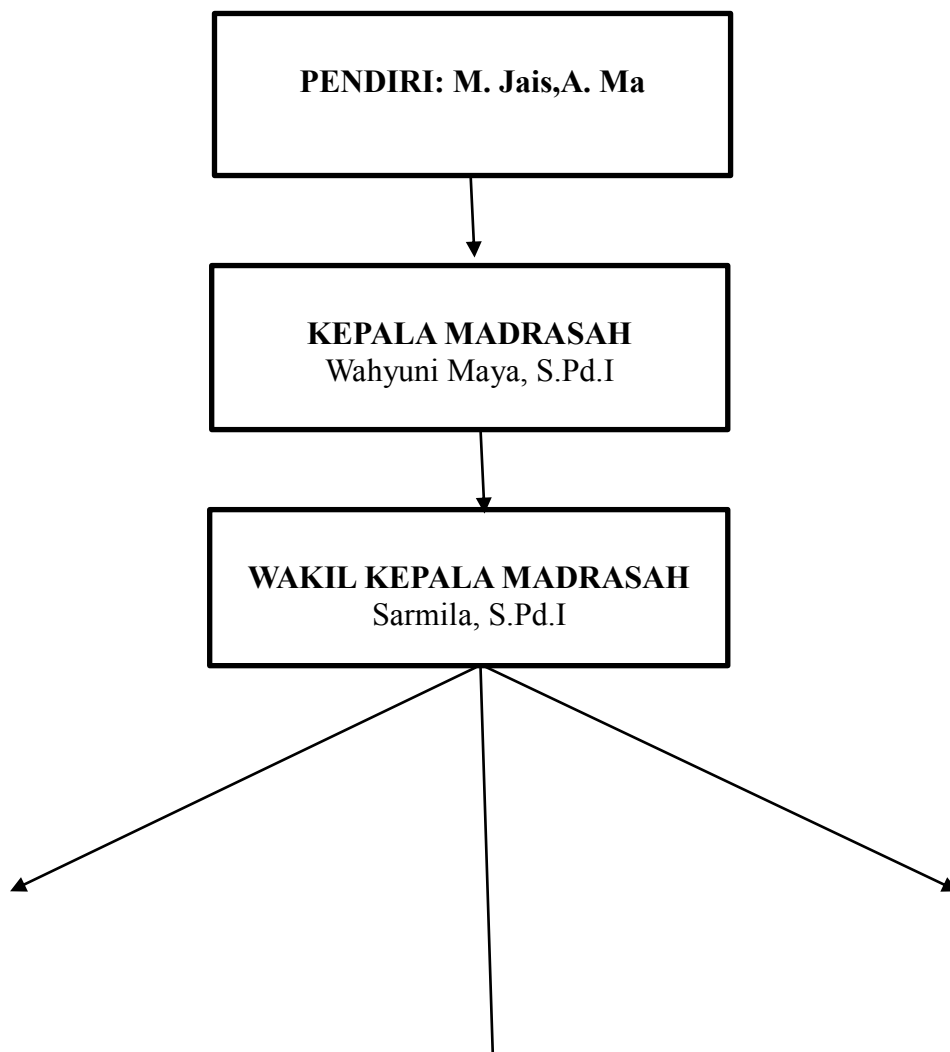 PENDIRI: M. Jais,A. Ma
KEPALA MADRASAH
Wahyuni Maya, S.Pd.I
WAKIL KEPALA MADRASAH
Sarmila, S.Pd.I